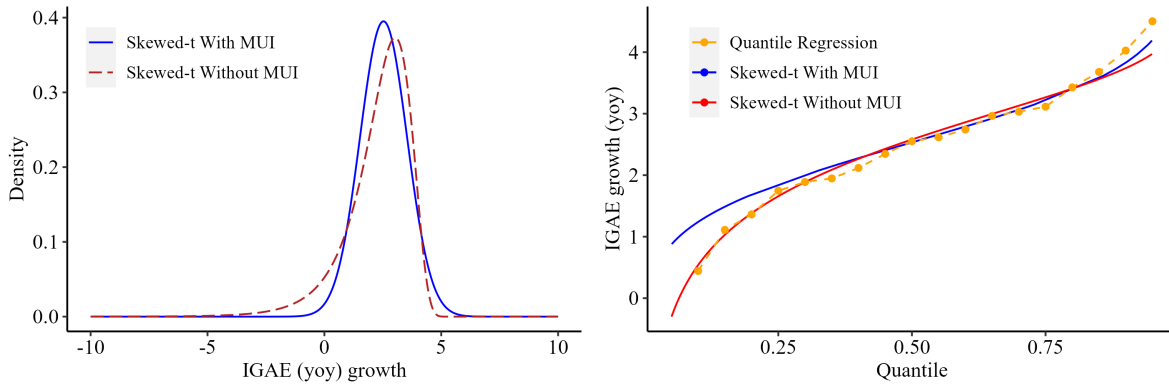 0.4
0.3
0.2
0.1
0.0
Density
-10
-5
0
5
10
IGAE (yoy) growth
Skewed-t With MUI
Skewed-t Without MUI
4
3
2
1
0
IGAE growth (yoy)
0.25
0.50
0.75
Quantile
Quantile Regression
Skewed-t With MUI
Skewed-t Without MUI